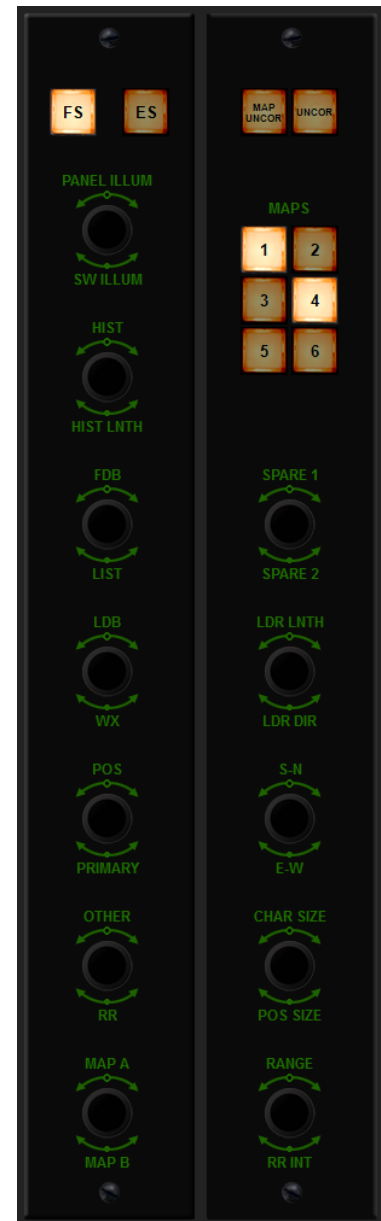 FS
ES
PANEL ILLUM
SW ILLUM
HIST
HIST LNTH
FDB
LIST
LDB
WX
POS
PRIMARY
OTHER
RR
MAP A
MAP B
MAP
UNCOR
UNCOR
MAPS
1
2
3
4
5
6
SPARE 1
SPARE 2
LDR LNTH
LDR DIR
S-N
E-W
CHAR SIZE
POS SIZE
RANGE
RR INT